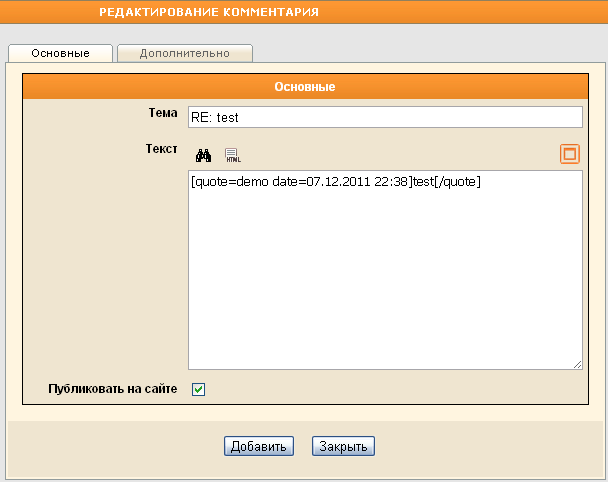 РЕДАКТИРОВАНИЕ КОММЕНТАРИЯ
Основные Дополнительно
Основные
Тема RE: test
Текст HTML
[quote=demo date=07.12.2011 22:38]test[/quote]
Публиковать на сайте
Добавить Закрыть